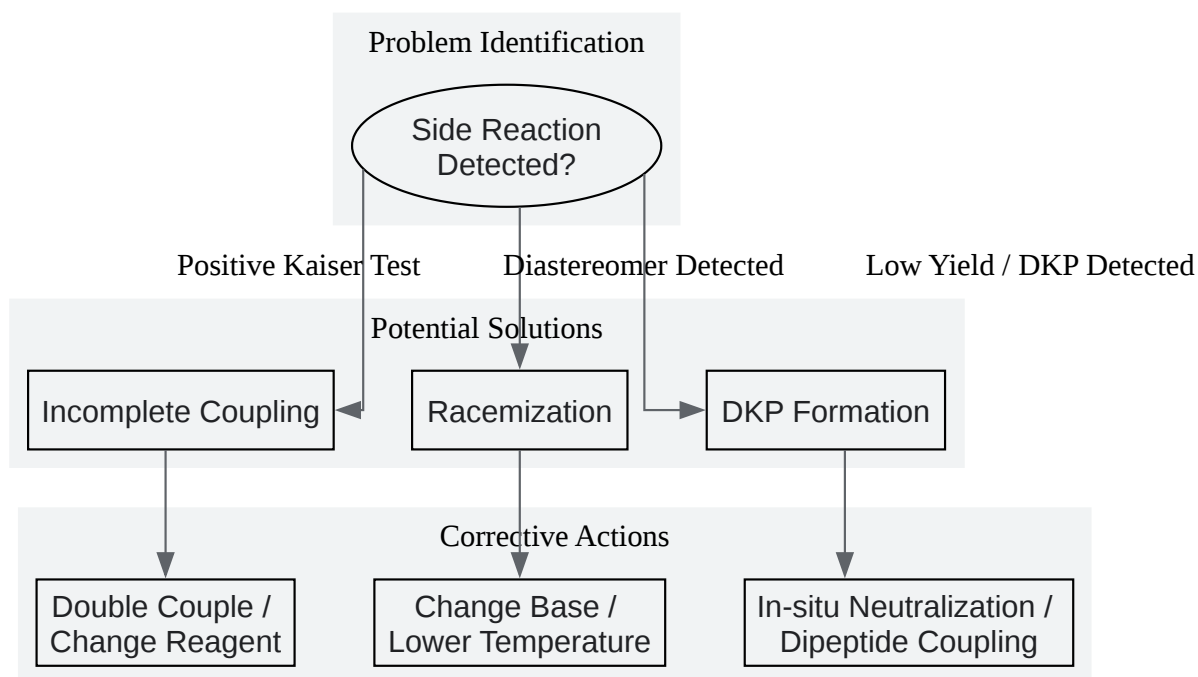 Problem Identification
Side Reaction
Detected?
Positive Kaiser Test
Diastereomer Detected
Low Yield / DKP Detected
Potential Solutions
Incomplete Coupling
Racemization
DKP Formation
Corrective Actions
Double Couple /
Change Reagent
Change Base /
Lower Temperature
In-situ Neutralization /
Dipeptide Coupling